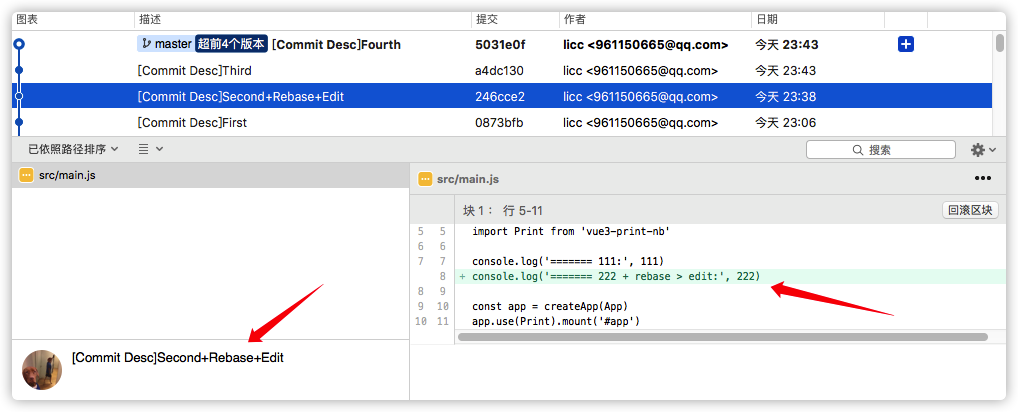 图表 描述 提交 作者 日期
master 超前4个版本 [Commit Desc]Fourth 5031e0f licc <961150665@qq.com> 今天 23:43
[Commit Desc]Third a4dc130 licc <961150665@qq.com> 今天 23:43
[Commit Desc]Second+Rebase+Edit 246cce2 licc <961150665@qq.com> 今天 23:38
[Commit Desc]First 0873bfb licc <961150665@qq.com> 今天 23:06
已依照路径排序 搜索
src/main.js
src/main.js
块 1： 行 5-11 回滚区块
5 5 import Print from 'vue3-print-nb'
6 6
7 7 console.log('======= 111:', 111)
8 + console.log('======= 222 + rebase > edit:', 222)
8 9
9 10 const app = createApp(App)
10 11 app.use(Print).mount('#app')
[Commit Desc]Second+Rebase+Edit